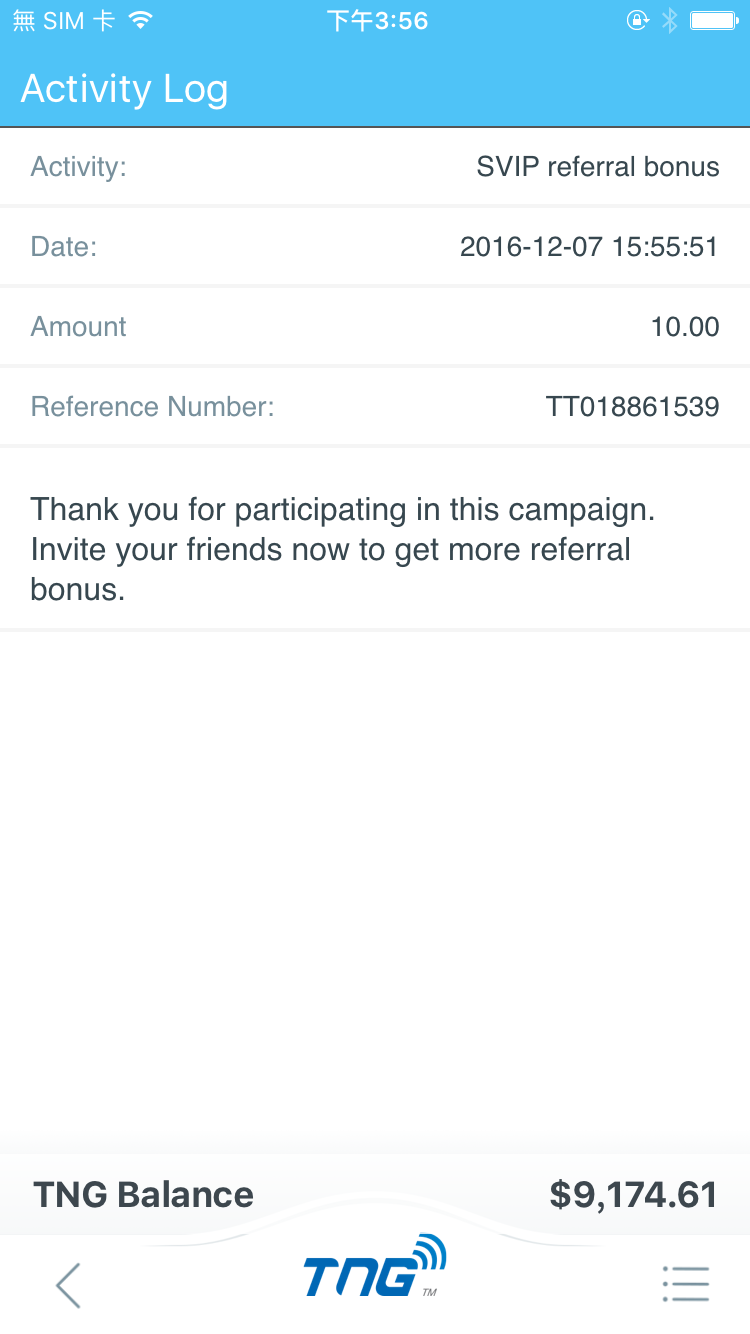 無 SIM 卡 下午3:56
Activity Log
Activity: SVIP referral bonus
Date: 2016-12-07 15:55:51
Amount 10.00
Reference Number: TT018861539
Thank you for participating in this campaign.
Invite your friends now to get more referral
bonus.
TNG Balance $9,174.61
TNG TM